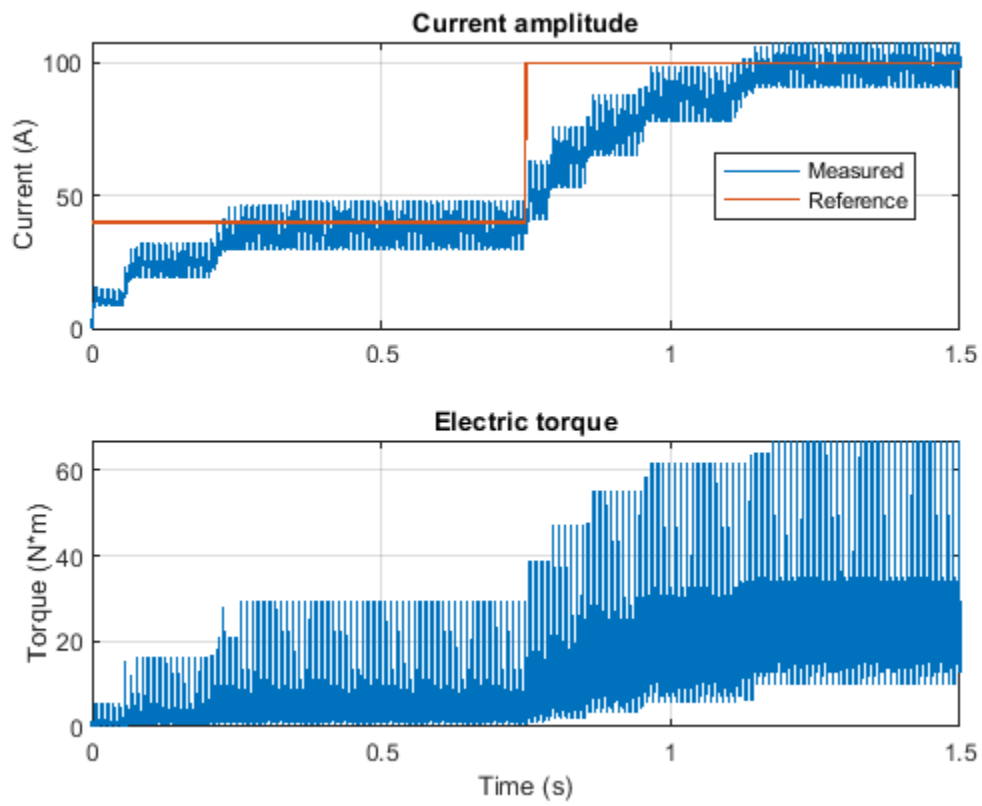 Current amplitude
Current (A)
100
50
0
0 0.5 1 1.5
Measured
Reference
Electric torque
Torque (N*m)
60
40
20
0
0 0.5 1 1.5
Time (s)